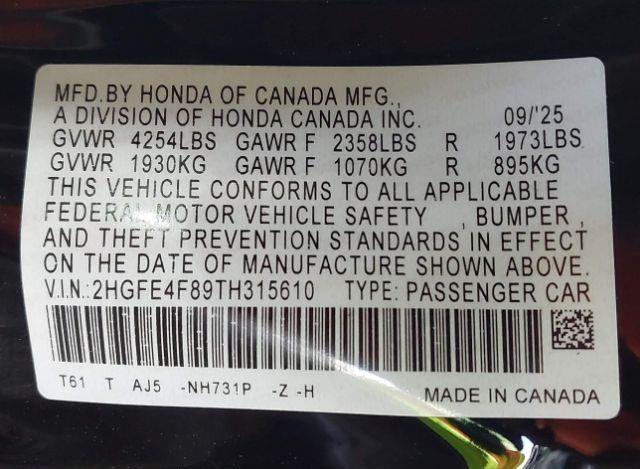 MFD.BY HONDA OF CANADA MFG.,
A DIVISION OF HONDA CANADA INC. 09/'25
GVWR 4254LBS GAWR F 2358LBS R 1973LBS
GVWR 1930KG GAWR F 1070KG R 895KG
THIS VEHICLE CONFORMS TO ALL APPLICABLE
FEDERAL MOTOR VEHICLE SAFETY , BUMPER ,
AND THEFT PREVENTION STANDARDS IN EFFECT
ON THE DATE OF MANUFACTURE SHOWN ABOVE.
V.I.N.:2HGFE4F89TH315610 TYPE: PASSENGER CAR
T61 T AJ5 -NH731P -Z -H MADE IN CANADA